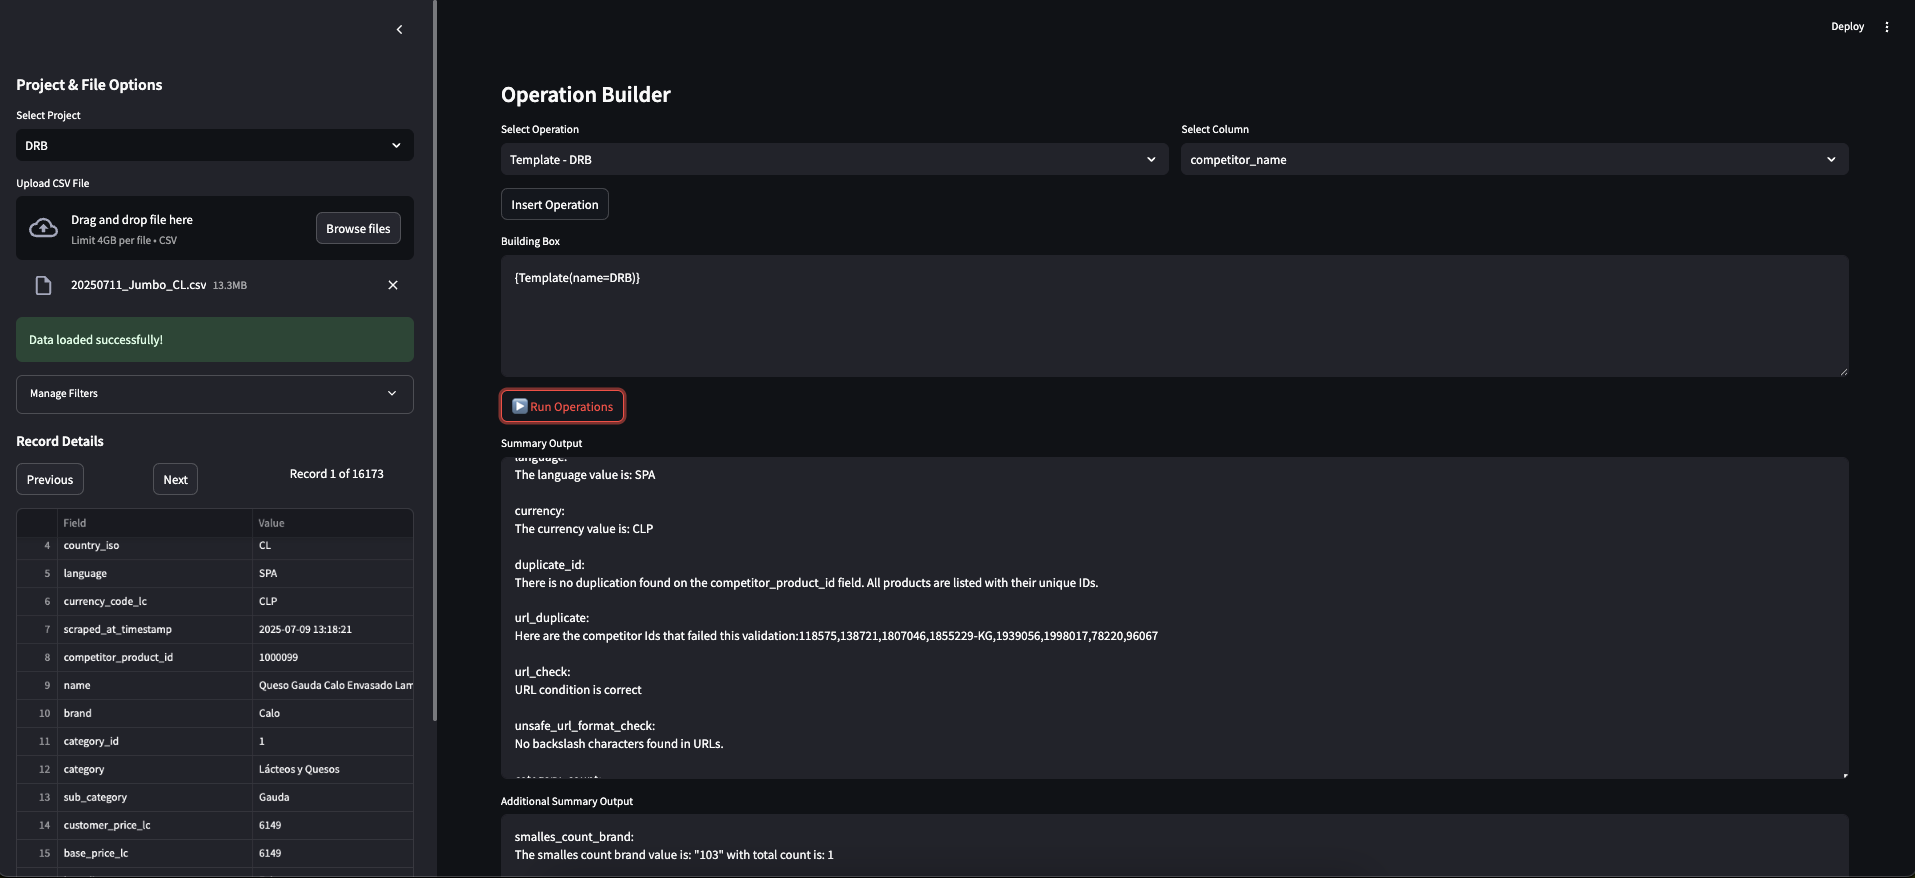 Deploy
Project & File Options
Select Project
DRB
Upload CSV File
Drag and drop file here
Limit 4GB per file • CSV
Browse files
20250711_Jumbo_CL.csv 13.3MB
Data loaded successfully!
Manage Filters
Record Details
Previous
Next
Record 1 of 16173
Field Value
4 country_iso CL
5 language SPA
6 currency_code_lc CLP
7 scraped_at_timestamp 2025-07-09 13:18:21
8 competitor_product_id 1000099
9 name Queso Gauda Calo Envasado Lam
10 brand Calo
11 category_id 1
12 category Lácteos y Quesos
13 sub_category Gauda
14 customer_price_lc 6149
15 base_price_lc 6149
Operation Builder
Select Operation
Template - DRB
Select Column
competitor_name
Insert Operation
Building Box
{Template(name=DRB)}
Run Operations
Summary Output
language:
The language value is: SPA
currency:
The currency value is: CLP
duplicate_id:
There is no duplication found on the competitor_product_id field. All products are listed with their unique IDs.
url_duplicate:
Here are the competitor Ids that failed this validation:118575,138721,1807046,1855229-KG,1939056,1998017,78220,96067
url_check:
URL condition is correct
unsafe_url_format_check:
No backslash characters found in URLs.
Additional Summary Output
smalles_count_brand:
The smalles count brand value is: "103" with total count is: 1